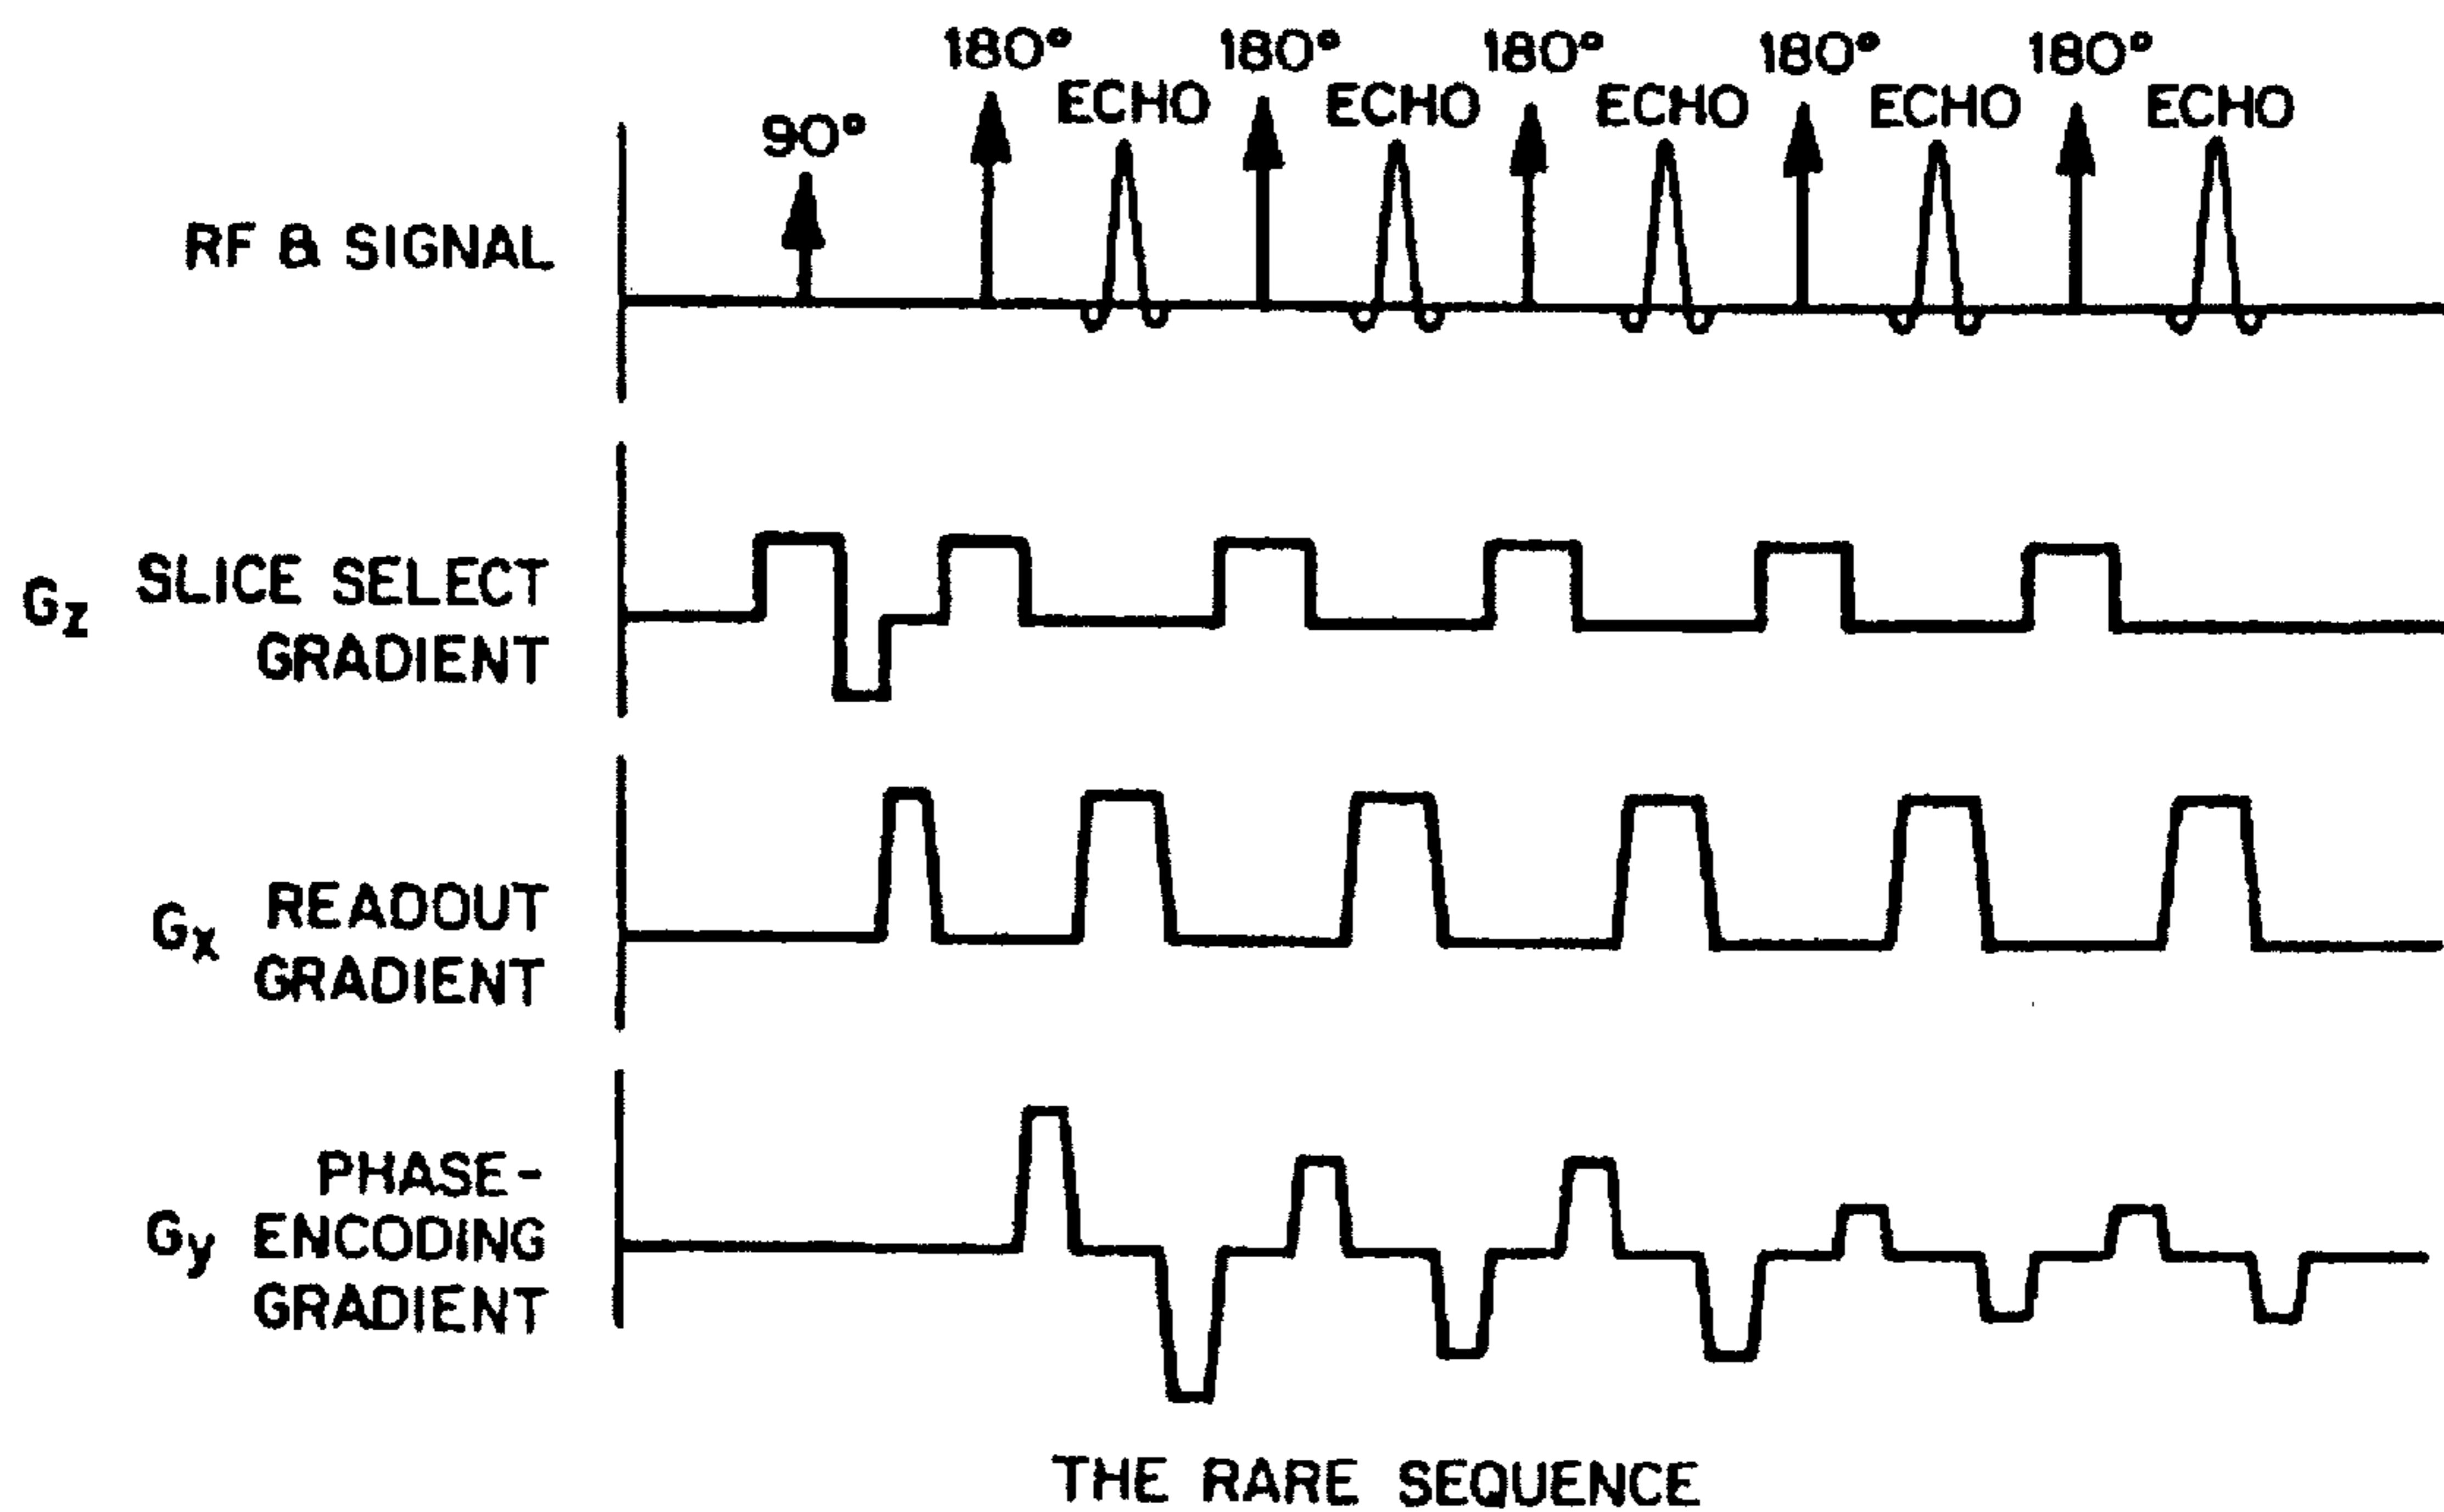 180° 180° 180° 180° 180°
90° ECHO ECHO ECHO ECHO ECHO
RF & SIGNAL
Gz SLICE SELECT
GRADIENT
Gx READOUT
GRADIENT
PHASE-
Gy ENCODING
GRADIENT
THE RARE SEQUENCE